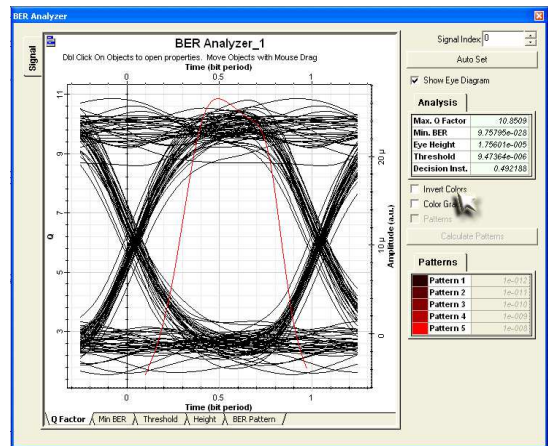 BER Analyzer
Signal
BER Analyzer_1
Dbl Click On Objects to open properties. Move Objects with Mouse Drag
Time (bit period)
0 0.5 1
Q
3 5 7 9 11
Amplitude (a.u.)
0 10 µ 20 µ
0 0.5 1
Time (bit period)
Q Factor Min BER Threshold Height BER Pattern
Signal Index: 0
Auto Set
Show Eye Diagram
Analysis
Max. Q Factor 10.8509
Min. BER 9.75795e-028
Eye Height 1.75601e-005
Threshold 9.47364e-006
Decision Inst. 0.492188
Invert Colors
Color
Patterns
Calculate Patterns
Patterns
Pattern 1 1e-012
Pattern 2 1e-011
Pattern 3 1e-010
Pattern 4 1e-009
Pattern 5 1e-008